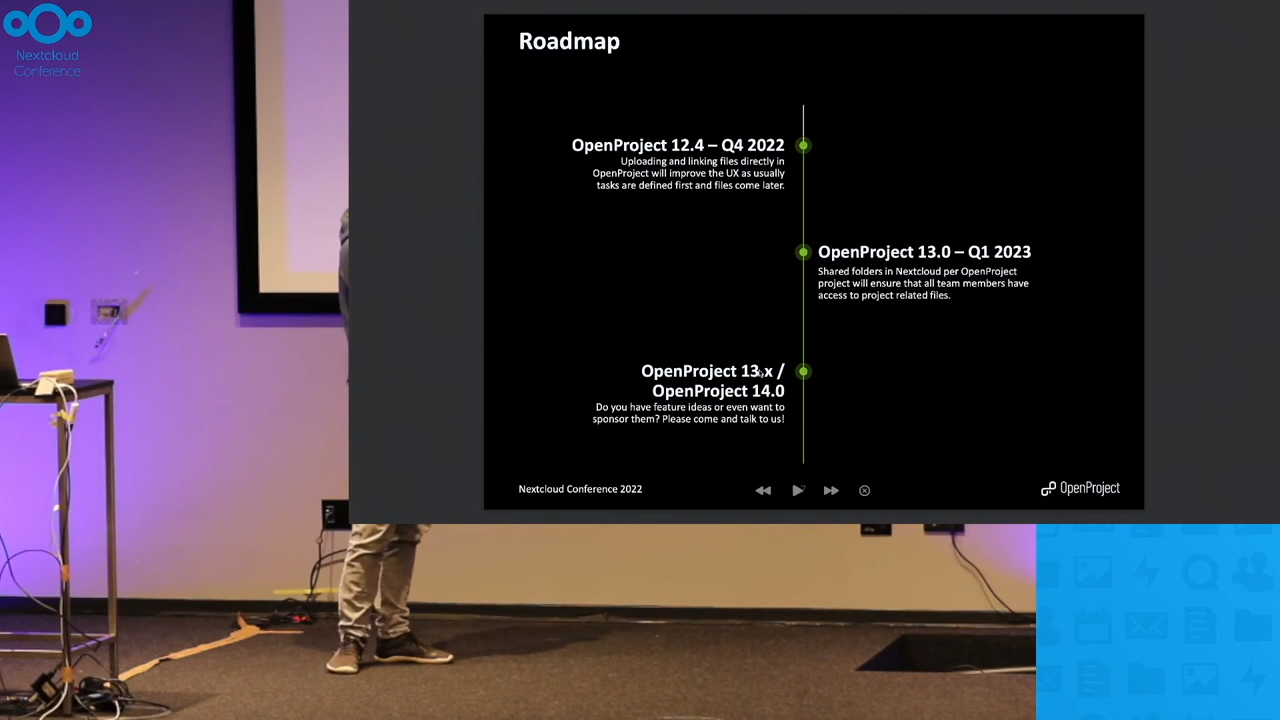 Nextcloud
Conference
Roadmap
OpenProject 12.4 – Q4 2022
Uploading and linking files directly in
OpenProject will improve the UX as usually
tasks are defined first and files come later.
OpenProject 13.0 – Q1 2023
Shared folders in Nextcloud per OpenProject
project will ensure that all team members have
access to project related files.
OpenProject 13.x /
OpenProject 14.0
Do you have feature ideas or even want to
sponsor them? Please come and talk to us!
Nextcloud Conference 2022
OpenProject